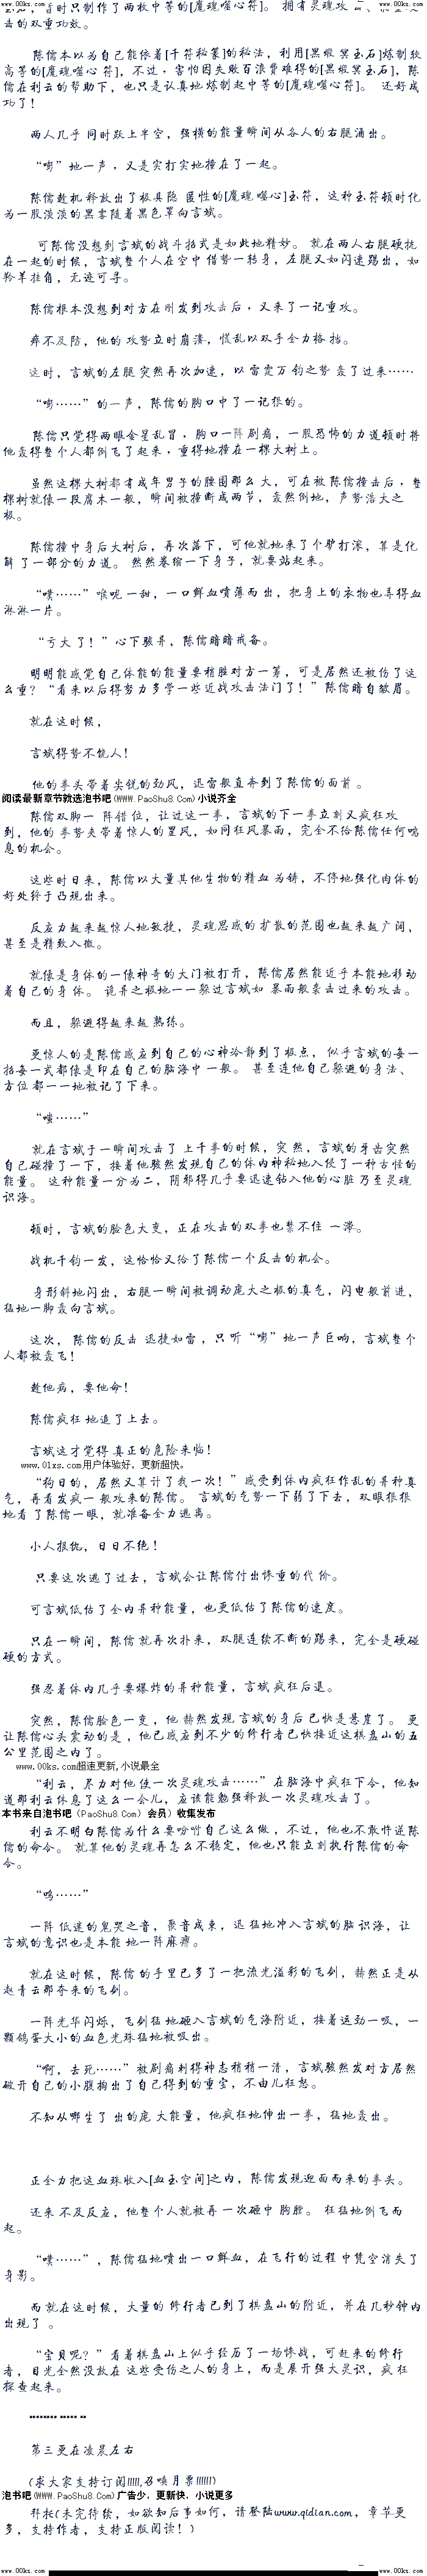 www.00ks.com www.00ks.com
击的双重功效。
陈儒本以为自己能依着[千符秘箓]的秘法，利用[黑煅冥玉石]炼制较
高等的[魔魂噬心符]，不过，害怕因失败百浪费难得的[黑煅冥玉石]，陈
儒在利云的帮助下，也只是认真地炼制起中等的[魔魂噬心符]。 还好成
功了！
两人几乎同时跃上半空，强横的能量瞬间从各人的右腿涌出。
“嘭”地一声，又是实打实地撞在了一起。
陈儒趁机释放出了极具隐匿性的[魔魂噬心]玉符，这种玉符顿时化
为一股淡淡的黑雾随着黑色罩向言斌。
可陈儒没想到言斌的战斗招式是如此地精妙。 就在两人右腿硬抗
在一起的时候，言斌整个人在空中借势一转身，左腿又如闪速踢出，如
羚羊挂角，无迹可寻。
陈儒根本没想到对方在刚发到攻击后，又来了一记重攻。
猝不及防，他的攻势立时崩溃，慌乱以双手全力格挡。
这时，言斌的左腿突然再次加速，以雷霆万钧之势轰了过来……
“嘭……”的一声，陈儒的胸口中了一记狠的。
陈儒只觉得两眼金星乱冒，胸口一阵剧痛，一股恐怖的力道顿时将
他轰得整个人都倒飞了起来，重得地撞在一棵大树上。
虽然这棵大树都有成年男子的腰围那么大，可在被陈儒撞击后，整
棵树就像一段腐木一般，瞬间被撞断成两节，轰然倒地，声势浩大之
极。
陈儒撞中身后大树后，再次落下，可他就地来了个驴打滚，算是化
解了一部分的力道。 然然卷缩一下身子，就要站起来。
“噗……”喉咙一甜，一口鲜血喷薄而出，把身上的衣物也弄得血
淋淋一片。
“亏大了！”心下骇异，陈儒暗暗戒备。
明明能感觉自己体能的能量要稍胜对方一筹，可是居然还被伤了这
么重？“看来以后得努力多学一些近战攻击法门了！”陈儒暗自皱眉。
就在这时候，
言斌得势不饶人！
他的拳头带着尖锐的劲风，迅雷般直奔到了陈儒的面前。
阅读最新章节就选泡书吧(WWW.PaoShu8.Com)小说齐全
陈儒双脚一阵错位，让过这一拳，言斌的下一拳立刻又疯狂攻
到，他的拳势夹带着惊人的罡风，如同狂风暴雨，完全不给陈儒任何喘
息的机会。
这些时日来，陈儒以大量其他生物的精血为铸，不停地强化肉体的
好处终于凸现出来。
反应力越来越惊人地敏捷，灵魂思感的扩散的范围也越来越广阔，
甚至是精致入微。
就像是身体的一像神奇的大门被打开，陈儒居然能近乎本能地移动
着自己的身体。 诡异之极地一一躲过言斌如暴雨般袭击过来的攻击。
而且，躲避得越来越熟练。
更惊人的是陈儒感应到自己的心神冷静到了极点，似乎言斌的每一
招每一式都像是印在自己的脑海中一般。 甚至连他自己躲避的身法、
方位都一一地被记了下来。
“嗤……”
就在言斌于一瞬间攻击了上千拳的时候，突然，言斌的牙齿突然
自己碰撞了一下，接着他骇然发现自己的体内神秘地入侵了一种古怪的
能量。 这种能量一分为二，阴邪得几乎要迅速钻入他的心脏乃至灵魂
识海。
顿时，言斌的脸色大变，正在攻击的双拳也禁不住一滞。
战机千钧一发，这恰恰又给了陈儒一个反击的机会。
身形斜地闪出，右腿一瞬间被调动庞大之极的真气，闪电般前进，
猛地一脚轰向言斌。
这次，陈儒的反击迅捷如雷，只听“嘭”地一声巨响，言斌整个
人都被轰飞！
趁他病，要他命！
陈儒疯狂地追了上去。
言斌这才觉得真正的危险来临！
www.01xs.com用户体验好，更新超快。
“狗日的，居然又算计了我一次！”感受到体内疯狂作乱的异种真
气，再看发疯一般攻来的陈儒。 言斌的气势一下弱了下去，双眼狠狠
地看了陈儒一眼，就准备全力逃离。
小人报仇，日日不绝！
只要这次逃了过去，言斌会让陈儒付出惨重的代价。
可言斌低估了全内异种能量，也更低估了陈儒的速度。
只在一瞬间，陈儒就再次扑来，双腿连续不断的踢来，完全是硬碰
硬的方式。
强忍着体内几乎要爆炸的异种能量，言斌疯狂后退。
突然，陈儒脸色一变，他赫然发现言斌的身后已快是悬崖了。 更
让陈儒心头震动的是，他已感应到不少的修行者已快接近这棋盘山的五
公里范围之内了。
www.00ks.com超速更新,小说最全
“利云，尽力对他使一次灵魂攻击……”在脑海中疯狂下令，他知
道那利云休息了这么一会儿，应该能勉强释放一次灵魂攻击了。
本书来自泡书吧（PaoShu8.Com）会员）收集发布
利云不明白陈儒为什么要吩咐自己这么做，不过，他也不敢忤逆陈
儒的命令。 就算他的灵魂再怎么不稳定，他也只能立刻执行陈儒的命
令。
“呜……”
一阵低迷的鬼哭之音，聚音成束，迅猛地冲入言斌的脑识海，让
言斌的意识也是本能地一阵麻痹。
就在这时候，陈儒的手里已多了一把流光溢彩的飞剑，赫然正是从
赵青云那夺来的飞剑。
一阵光华闪烁，飞剑猛地砸入言斌的气海附近，接着运劲一吸，一
颗鸽蛋大小的血色光珠猛地被吸出。
“啊，去死……”被剧痛刺得神志稍稍一清，言斌骇然发对方居然
破开自己的小腹掏出了自己得到的重宝，不由儿狂怒。
不知从哪生了出的庞大能量，他疯狂地伸出一拳，猛地轰出。
正全力把这血珠收入[血玉空间]之内，陈儒发现迎面而来的拳头。
还来不及反应，他整个人就被再一次砸中胸膛。 狂猛地倒飞而
起。
“噗……”，陈儒猛地喷出一口鲜血，在飞行的过程中凭空消失了
身影。
而就在这时候，大量的修行者已到了棋盘山的附近，并在几秒钟内
出现了。
“宝贝呢？”看着棋盘山上似乎经历了一场惨战，可赶来的修行
者，目光全然没放在这些受伤之人的身上，而是展开强大灵识，疯狂
探查起来。
第三更在凌晨左右
(求大家支持订阅!!!!!,召唤月票!!!!!!)
泡书吧(WWW.PaoShu8.Com)广告少，更新快，小说更多
拜托(未完待续，如欲知后事如何，请登陆www.qidian.com，章节更
多，支持作者，支持正版阅读！)
www.00ks.com www.00ks.com